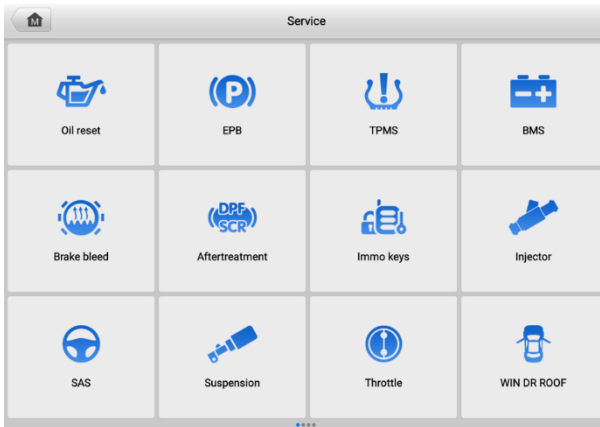 M
Service
Oil reset
P
EPB
TPMS
BMS
Brake bleed
DPF
SCR
Aftertreatment
Immo keys
Injector
SAS
Suspension
Throttle
WIN DR ROOF